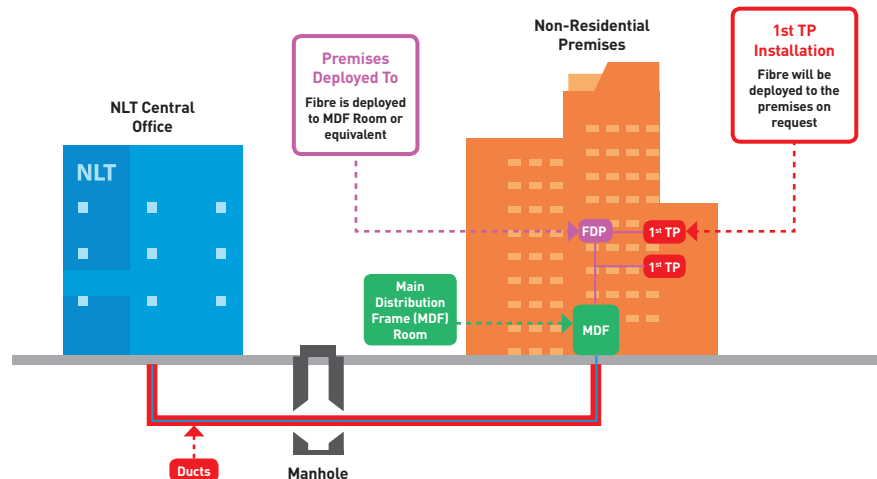 Non-Residential
Premises
Premises
Deployed To
Fibre is deployed
to MDF Room or
equivalent
1st TP
Installation
Fibre will be
deployed to the
premises on
request
NLT Central
Office
NLT
FDP
1st TP
1st TP
Main
Distribution
Frame (MDF)
Room
MDF
Ducts
Manhole